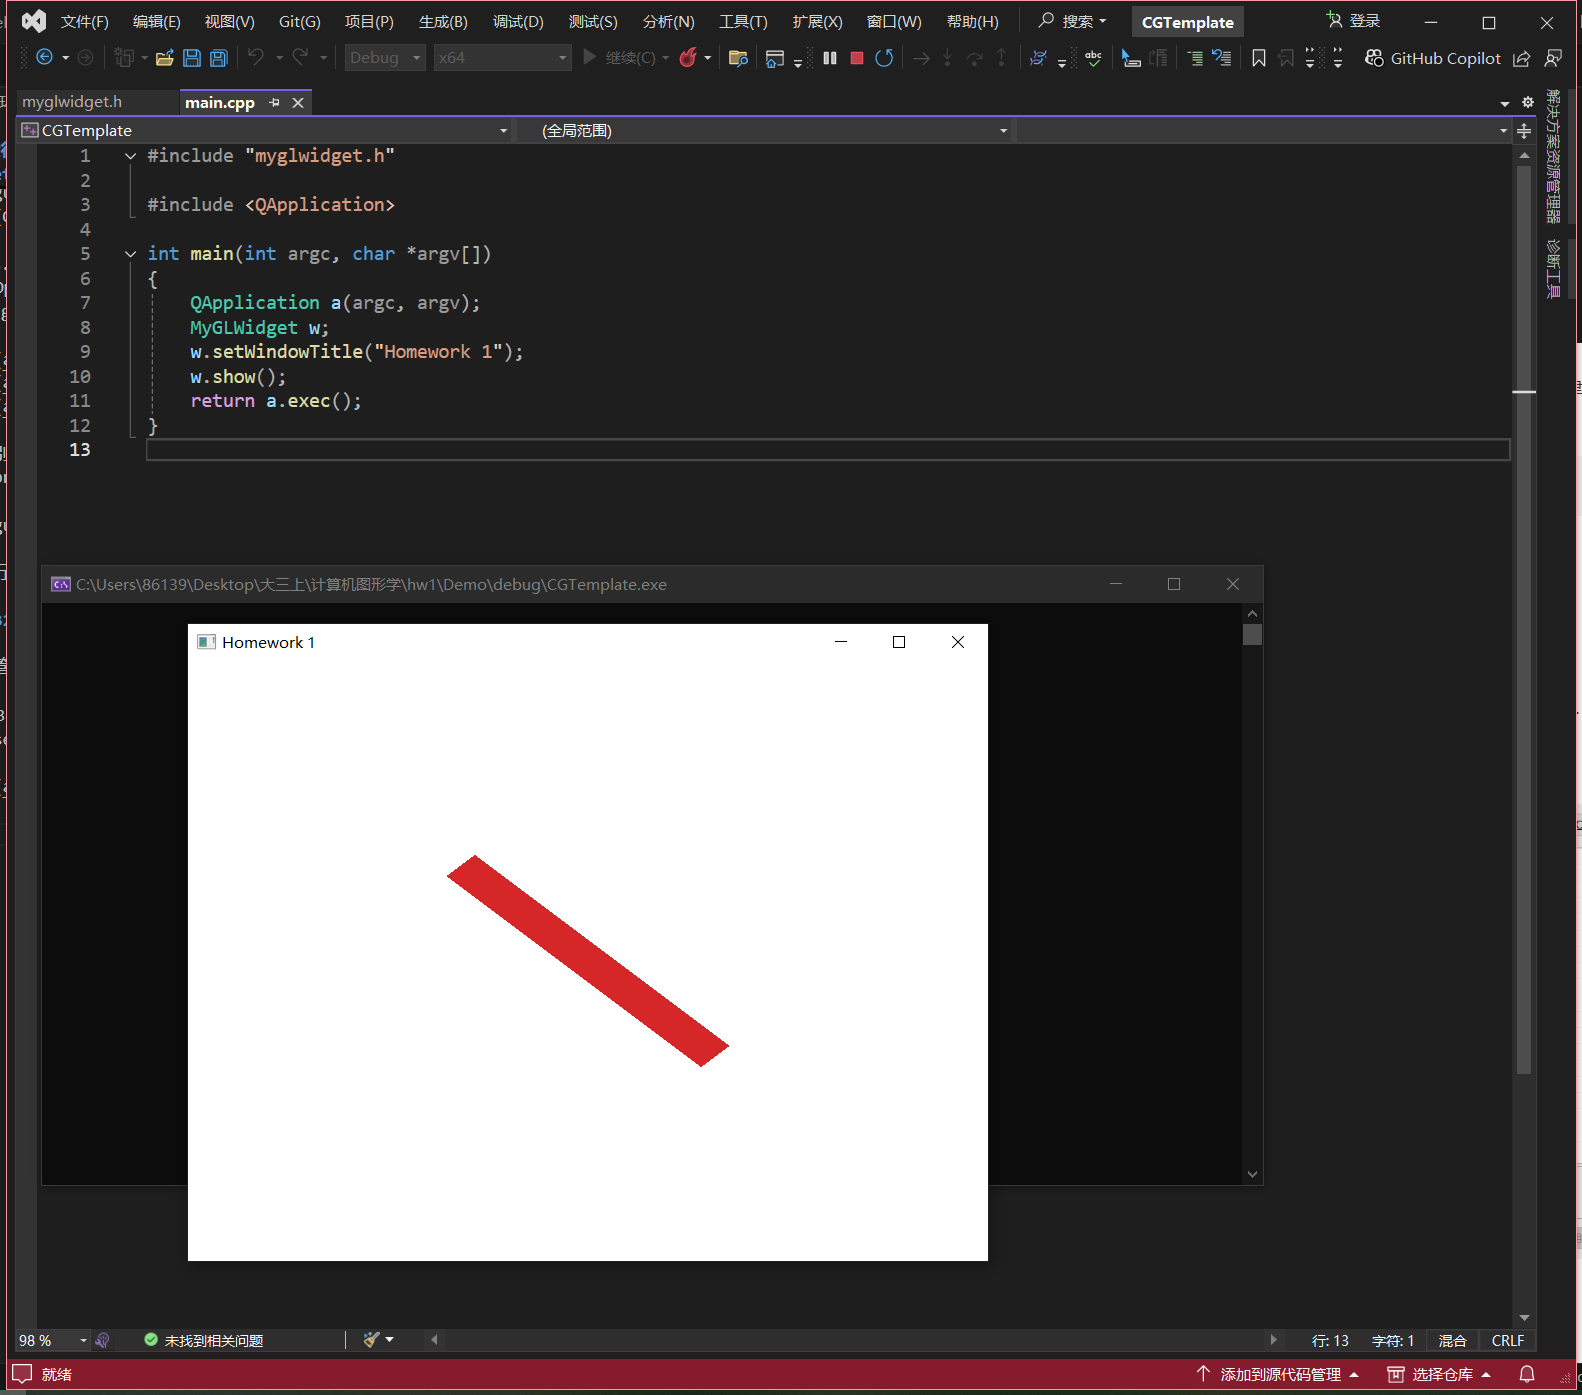 文件(F) 编辑(E) 视图(V) Git(G) 项目(P) 生成(B) 调试(D) 测试(S) 分析(N) 工具(T) 扩展(X) 窗口(W) 帮助(H) 搜索 CGTemplate 登录
Debug x64 继续(C) abc GitHub Copilot
myglwidget.h main.cpp
CGTemplate (全局范围)
1 #include "myglwidget.h"
2
3 #include <QApplication>
4
5 int main(int argc, char *argv[])
6 {
7 QApplication a(argc, argv);
8 MyGLWidget w;
9 w.setWindowTitle("Homework 1");
10 w.show();
11 return a.exec();
12 }
13
解决方案资源管理器
诊断工具
C:\Users\86139\Desktop\大三上\计算机图形学\hw1\Demo\debug\CGTemplate.exe
Homework 1
98 % 未找到相关问题 行: 13 字符: 1 混合 CRLF
就绪 添加到源代码管理 选择仓库